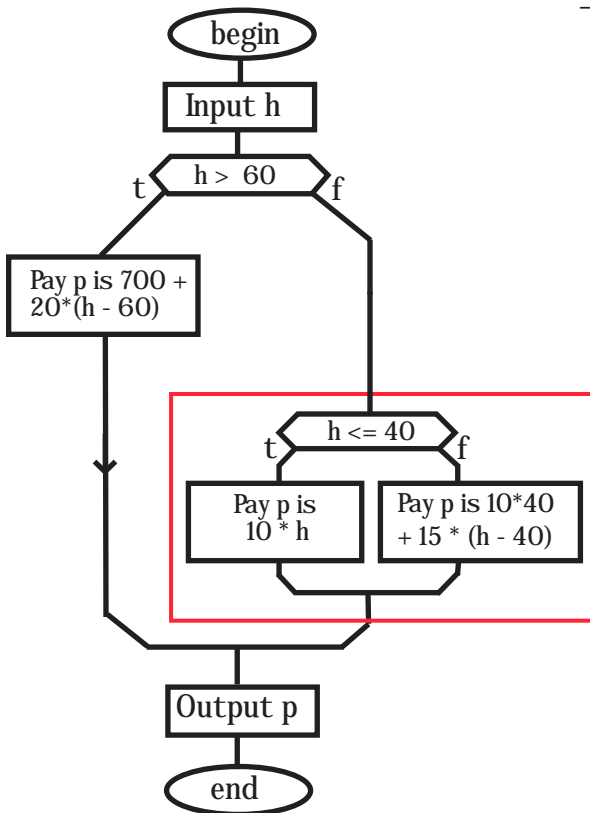 begin
Input h
h > 60
t
f
Pay p is 700 +
20*(h - 60)
h <= 40
t
f
Pay p is
10 * h
Pay p is 10*40
+ 15 * (h - 40)
Output p
end